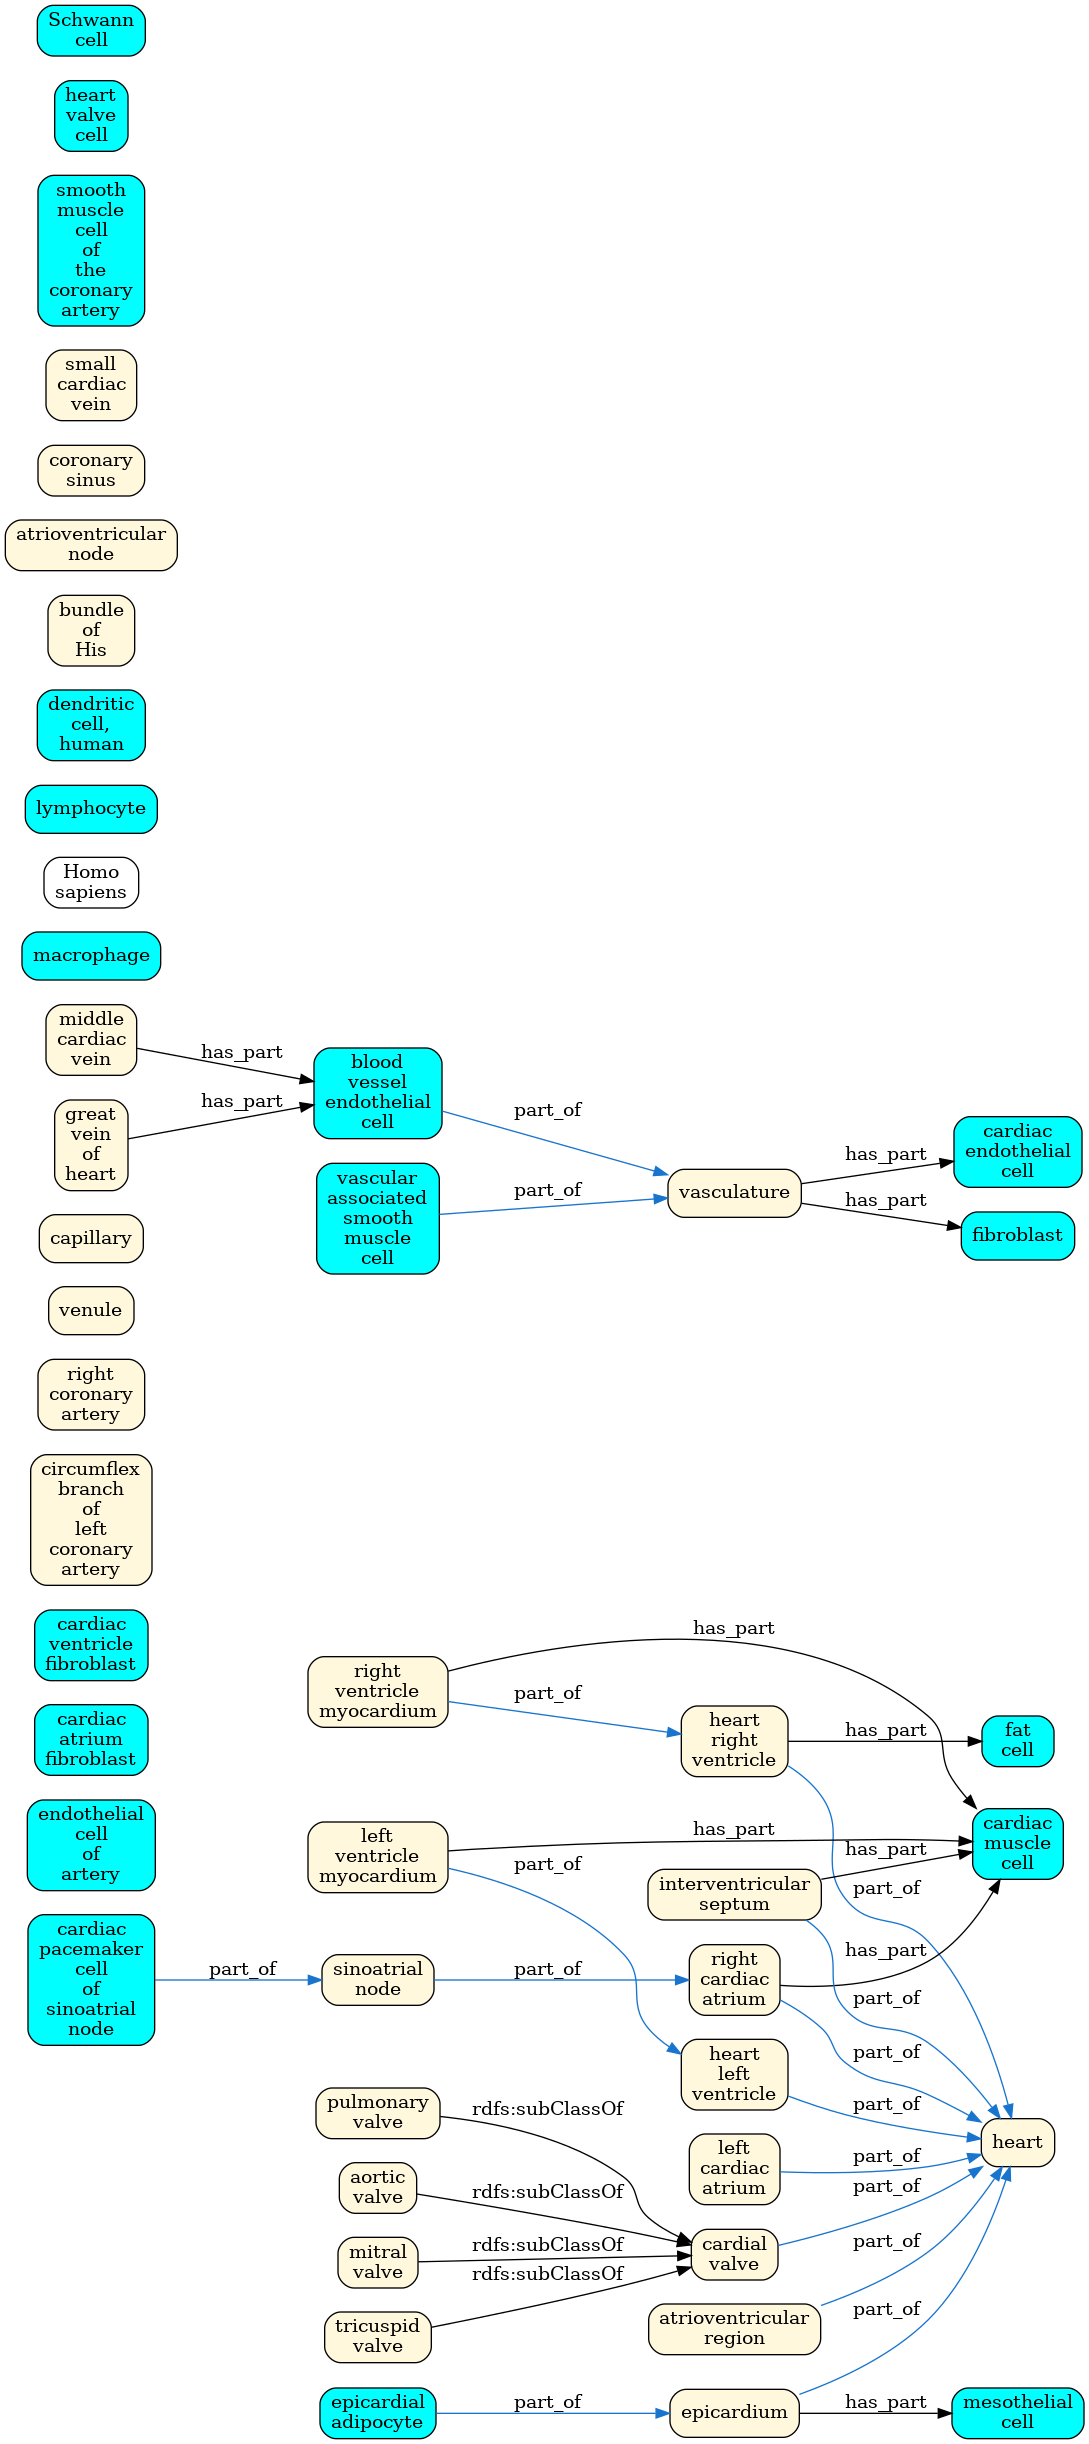 Schwann
cell
heart
valve
cell
smooth
muscle
cell
of
the
coronary
artery
small
cardiac
vein
coronary
sinus
atrioventricular
node
bundle
of
His
dendritic
cell,
human
lymphocyte
Homo
sapiens
macrophage
middle
cardiac
vein
has_part
great
vein
of
heart
has_part
blood
vessel
endothelial
cell
part_of
vascular
associated
smooth
muscle
cell
part_of
vasculature
has_part
cardiac
endothelial
cell
has_part
fibroblast
capillary
venule
right
coronary
artery
circumflex
branch
of
left
coronary
artery
cardiac
ventricle
fibroblast
cardiac
atrium
fibroblast
endothelial
cell
of
artery
cardiac
pacemaker
cell
of
sinoatrial
node
part_of
right
ventricle
myocardium
has_part
part_of
heart
right
ventricle
has_part
fat
cell
part_of
left
ventricle
myocardium
has_part
part_of
cardiac
muscle
cell
interventricular
septum
has_part
part_of
sinoatrial
node
part_of
right
cardiac
atrium
has_part
part_of
heart
left
ventricle
part_of
heart
left
cardiac
atrium
part_of
pulmonary
valve
rdfs:subClassOf
aortic
valve
rdfs:subClassOf
mitral
valve
rdfs:subClassOf
tricuspid
valve
rdfs:subClassOf
cardial
valve
part_of
atrioventricular
region
part_of
epicardial
adipocyte
part_of
epicardium
part_of
has_part
mesothelial
cell